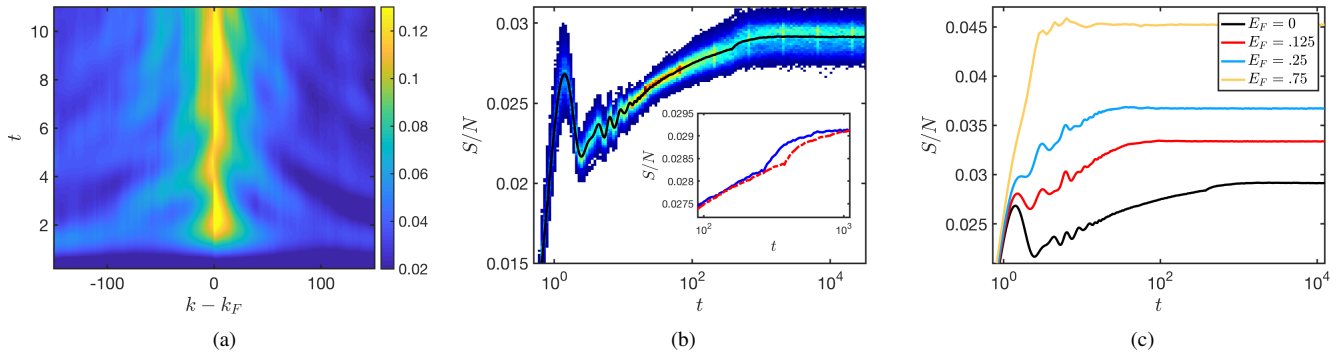 10
8
6
4
2
t
-100 0 100
k − k_F
0.12
0.1
0.08
0.06
0.04
0.02
(a)
0.03
0.025
0.02
0.015
S/N
10^0 10^2 10^4
t
0.0295
0.0290
0.0285
0.0280
0.0275
S/N
10^2 10^3
t
(b)
0.045
0.04
0.035
0.03
0.025
S/N
10^0 10^2 10^4
t
E_F = 0
E_F = .125
E_F = .25
E_F = .75
(c)